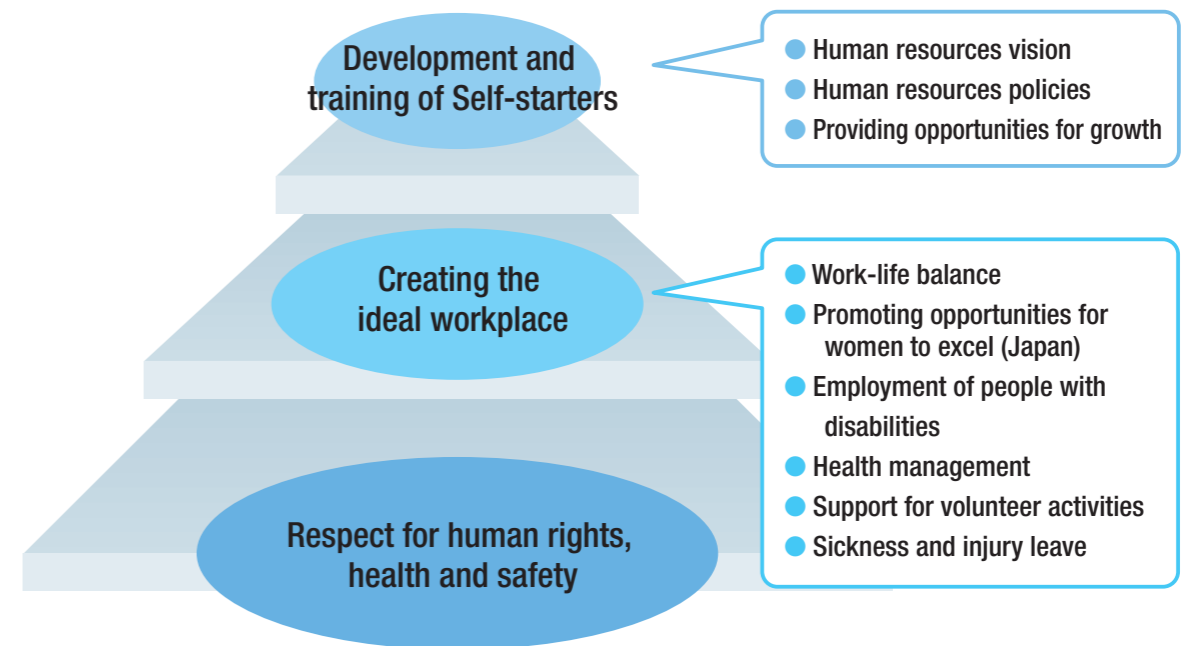 Development and
training of Self-starters
● Human resources vision
● Human resources policies
● Providing opportunities for growth
Creating the
ideal workplace
● Work-life balance
● Promoting opportunities for
women to excel (Japan)
● Employment of people with
disabilities
● Health management
● Support for volunteer activities
● Sickness and injury leave
Respect for human rights,
health and safety